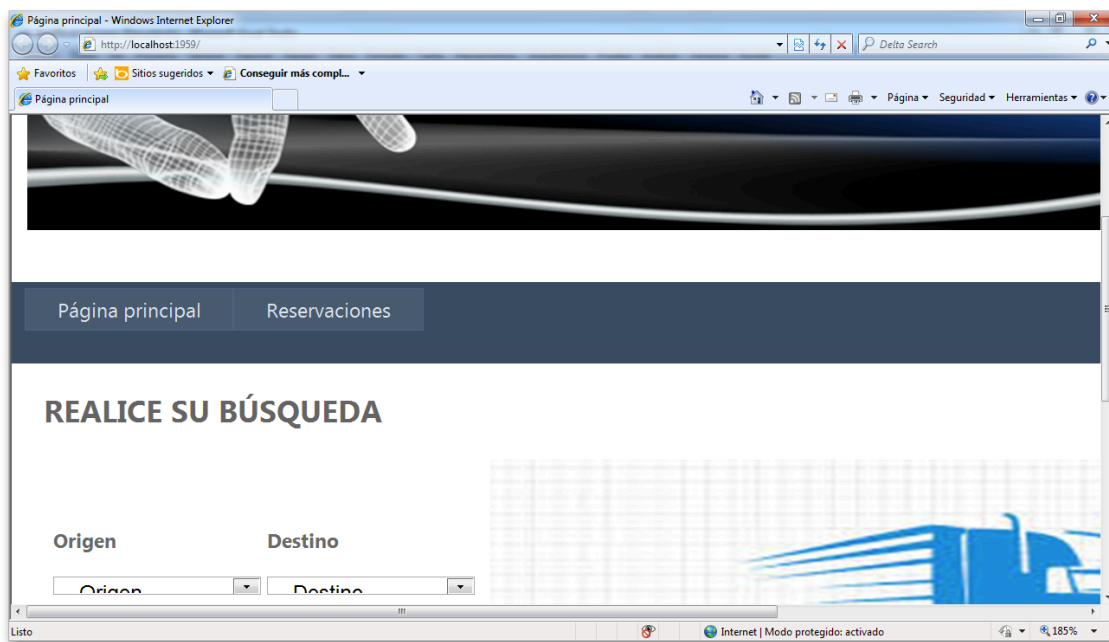 Página principal - Windows Internet Explorer
http://localhost:1959/
Delta Search
Favoritos Sitios sugeridos Conseguir más compl...
Página principal
Página Seguridad Herramientas
Página principal Reservaciones
REALICE SU BÚSQUEDA
Origen Destino
Origen Destino
Listo Internet | Modo protegido: activado 185%